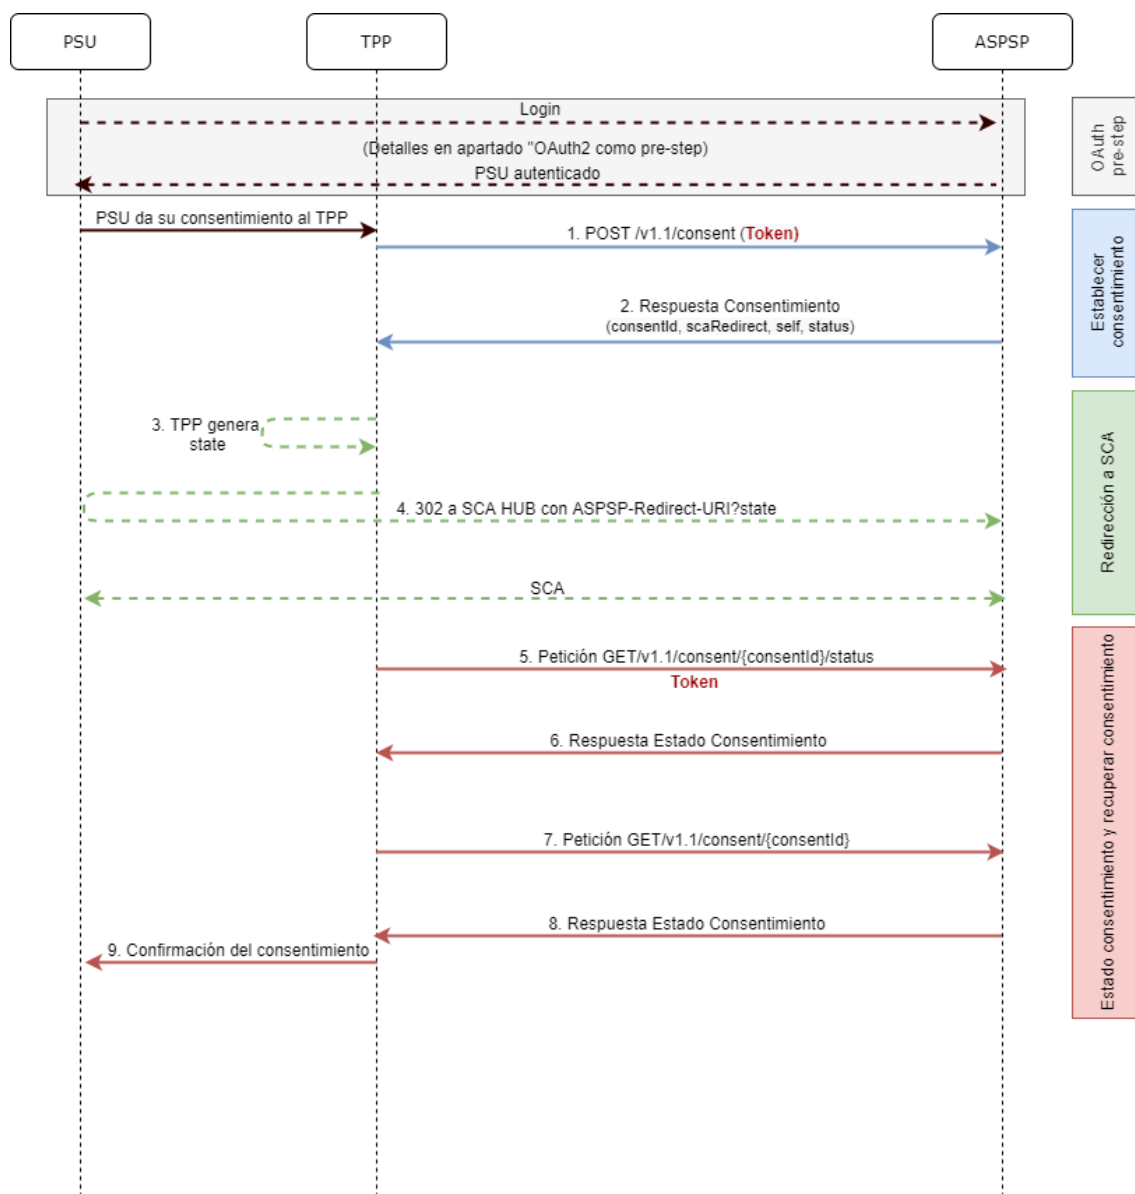 PSU
TPP
ASPSP
Login
(Detalles en apartado "OAuth2 como pre-step)
PSU autenticado
OAuth
pre-step
PSU da su consentimiento al TPP
1. POST /v1.1/consent (Token)
2. Respuesta Consentimiento
(consentId, scaRedirect, self, status)
Establecer
consentimiento
3. TPP genera
state
4. 302 a SCA HUB con ASPSP-Redirect-URI?state
SCA
Redirección a SCA
5. Petición GET/v1.1/consent/{consentId}/status
Token
6. Respuesta Estado Consentimiento
7. Petición GET/v1.1/consent/{consentId}
8. Respuesta Estado Consentimiento
9. Confirmación del consentimiento
Estado consentimiento y recuperar consentimiento